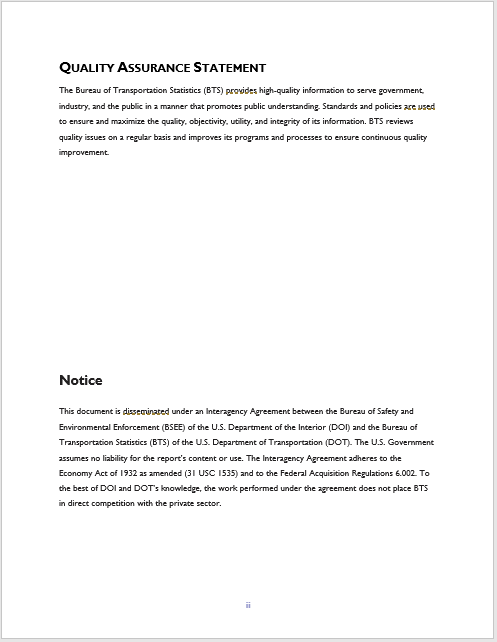 QUALITY ASSURANCE STATEMENT
The Bureau of Transportation Statistics (BTS) provides high-quality information to serve government,
industry, and the public in a manner that promotes public understanding. Standards and policies are used
to ensure and maximize the quality, objectivity, utility, and integrity of its information. BTS reviews
quality issues on a regular basis and improves its programs and processes to ensure continuous quality
improvement.
Notice
This document is disseminated under an Interagency Agreement between the Bureau of Safety and
Environmental Enforcement (BSEE) of the U.S. Department of the Interior (DOI) and the Bureau of
Transportation Statistics (BTS) of the U.S. Department of Transportation (DOT). The U.S. Government
assumes no liability for the report's content or use. The Interagency Agreement adheres to the
Economy Act of 1932 as amended (31 USC 1535) and to the Federal Acquisition Regulations 6.002. To
the best of DOI and DOT's knowledge, the work performed under the agreement does not place BTS
in direct competition with the private sector.
ii